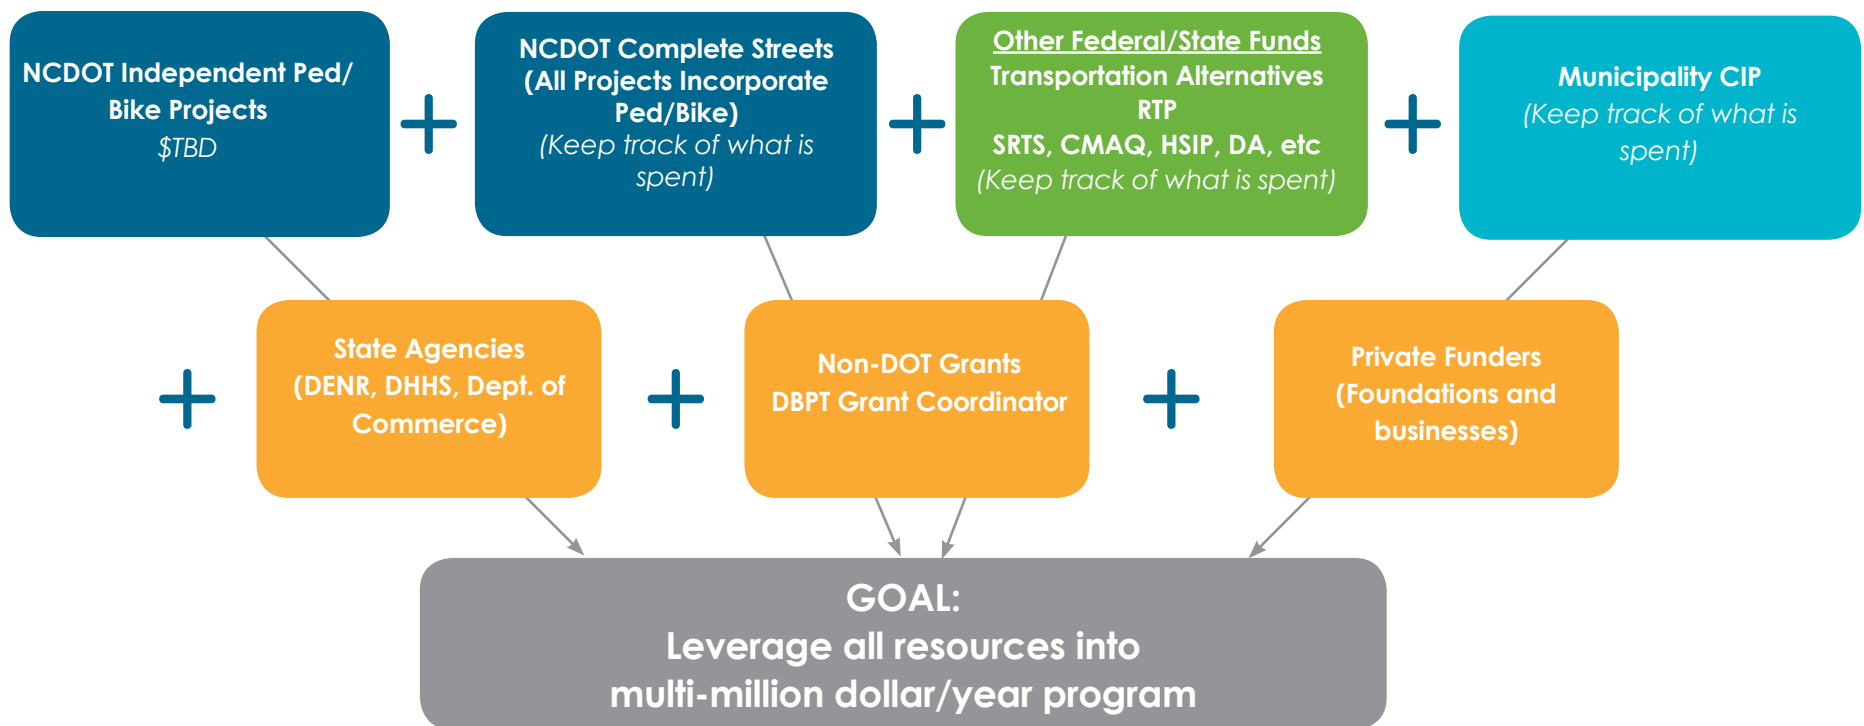 NCDOT Independent Ped/
Bike Projects
$TBD
NCDOT Complete Streets
(All Projects Incorporate
Ped/Bike)
(Keep track of what is
spent)
Other Federal/State Funds
Transportation Alternatives
RTP
SRTS, CMAQ, HSIP, DA, etc
(Keep track of what is spent)
Municipality CIP
(Keep track of what is
spent)
State Agencies
(DENR, DHHS, Dept. of
Commerce)
Non-DOT Grants
DBPT Grant Coordinator
Private Funders
(Foundations and
businesses)
GOAL:
Leverage all resources into
multi-million dollar/year program